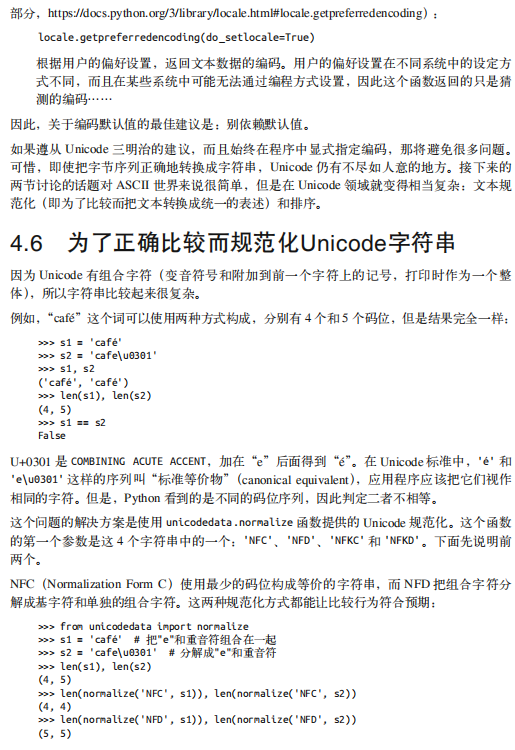 部分，https://docs.python.org/3/library/locale.html#locale.getpreferredencoding）：
locale.getpreferredencoding(do_setlocale=True)
根据用户的偏好设置，返回文本数据的编码。用户的偏好设置在不同系统中的设定方
式不同，而且在某些系统中可能无法通过编程方式设置，因此这个函数返回的只是猜
测的编码……
因此，关于编码默认值的最佳建议是：别依赖默认值。
如果遵从 Unicode 三明治的建议，而且始终在程序中显式指定编码，那将避免很多问题。
可惜，即使把字节序列正确地转换成字符串，Unicode 仍有不尽如人意的地方。接下来的
两节讨论的话题对 ASCII 世界来说很简单，但是在 Unicode 领域就变得相当复杂：文本规
范化（即为了比较而把文本转换成统一的表述）和排序。
4.6 为了正确比较而规范化Unicode字符串
因为 Unicode 有组合字符（变音符号和附加到前一个字符上的记号，打印时作为一个整
体），所以字符串比较起来很复杂。
例如，“café”这个词可以使用两种方式构成，分别有 4 个和 5 个码位，但是结果完全一样：
>>> s1 = 'café'
>>> s2 = 'cafe\u0301'
>>> s1, s2
('café', 'café')
>>> len(s1), len(s2)
(4, 5)
>>> s1 == s2
False
U+0301 是 COMBINING ACUTE ACCENT，加在“e”后面得到“é”。在 Unicode 标准中，'é' 和
'e\u0301' 这样的序列叫“标准等价物”（canonical equivalent），应用程序应该把它们视作
相同的字符。但是，Python 看到的是不同的码位序列，因此判定二者不相等。
这个问题的解决方案是使用 unicodedata.normalize 函数提供的 Unicode 规范化。这个函数
的第一个参数是这 4 个字符串中的一个：'NFC'、'NFD'、'NFKC' 和 'NFKD'。下面先说明前
两个。
NFC（Normalization Form C）使用最少的码位构成等价的字符串，而 NFD 把组合字符分
解成基字符和单独的组合字符。这两种规范化方式都能让比较行为符合预期：
>>> from unicodedata import normalize
>>> s1 = 'café' # 把"e"和重音符组合在一起
>>> s2 = 'cafe\u0301' # 分解成"e"和重音符
>>> len(s1), len(s2)
(4, 5)
>>> len(normalize('NFC', s1)), len(normalize('NFC', s2))
(4, 4)
>>> len(normalize('NFD', s1)), len(normalize('NFD', s2))
(5, 5)